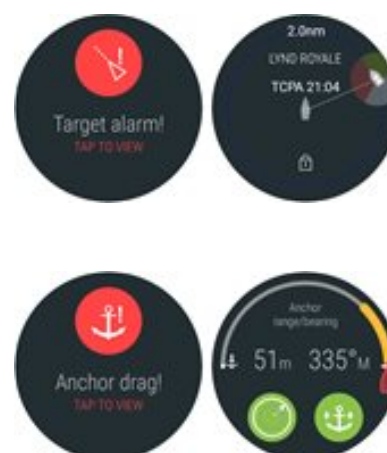 Target alarm!
TAP TO VIEW
2.0nm
LYND ROYALE
TCPA 21:04
Anchor drag!
TAP TO VIEW
Anchor
range/bearing
51m 335°M